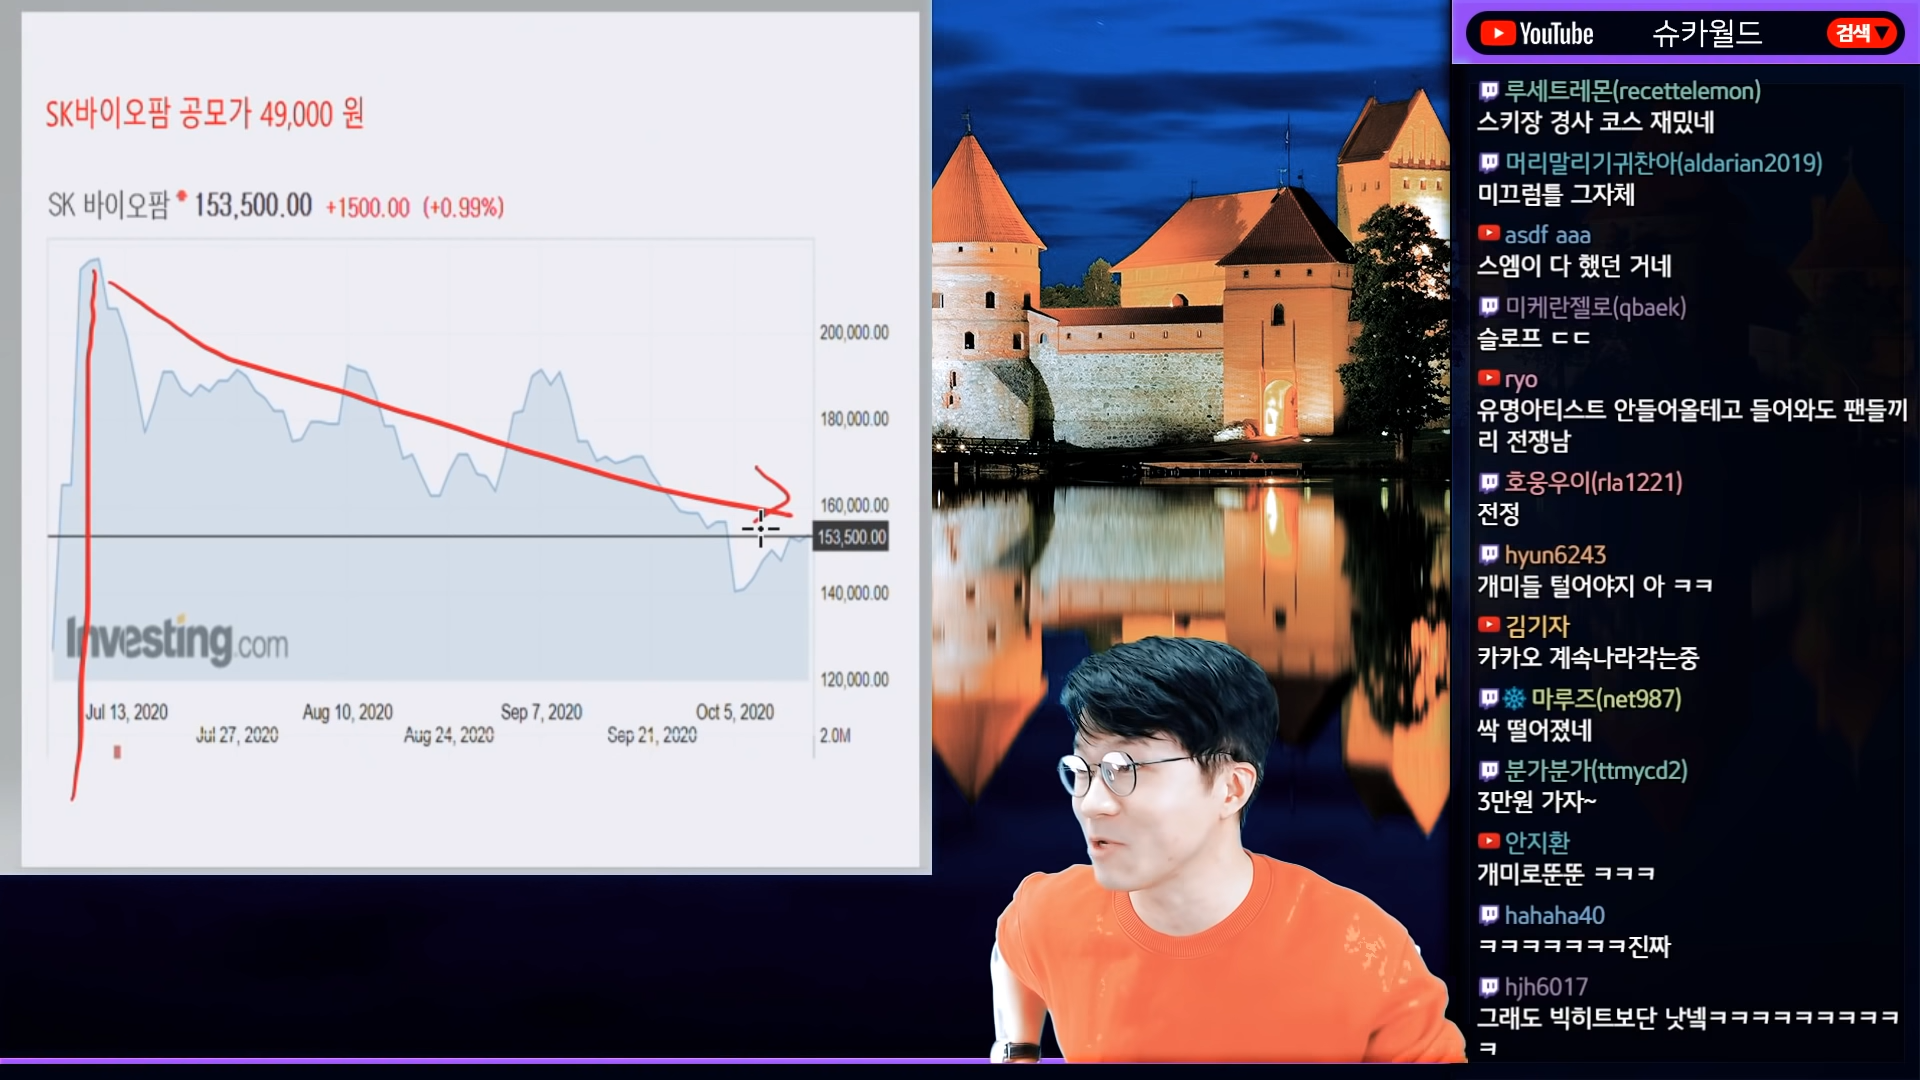 SK바이오팜 공모가 49,000 원
SK 바이오팜 153,500.00 +1500.00 (+0.99%)
200,000.00
180,000.00
160,000.00
153,500.00
140,000.00
120,000.00
2.0M
Investing.com
Jul 13, 2020
Jul 27, 2020
Aug 10, 2020
Aug 24, 2020
Sep 7, 2020
Sep 21, 2020
Oct 5, 2020
YouTube 슈카월드 검색▼
루세트레몬(recettelemon)
스키장 경사 코스 재밌네
머리말리기귀찬아(aldarian2019)
미끄럼틀 그자체
asdf aaa
스엠이 다 했던 거네
미케란젤로(qbaek)
슬로프 ㄷㄷ
ryo
유명아티스트 안들어올테고 들어와도 팬들끼
리 전쟁남
호웅우이(rla1221)
전정
hyun6243
개미들 털어야지 아 ㅋㅋ
김기자
카카오 계속나라각는중
마루즈(net987)
싹 떨어졌네
분가분가(ttmycd2)
3만원 가자~
안지환
개미로뚠뚠 ㅋㅋㅋ
hahaha40
ㅋㅋㅋㅋㅋㅋㅋ진짜
hjh6017
그래도 빅히트보단 낫넼ㅋㅋㅋㅋㅋㅋㅋㅋㅋ
ㅋ